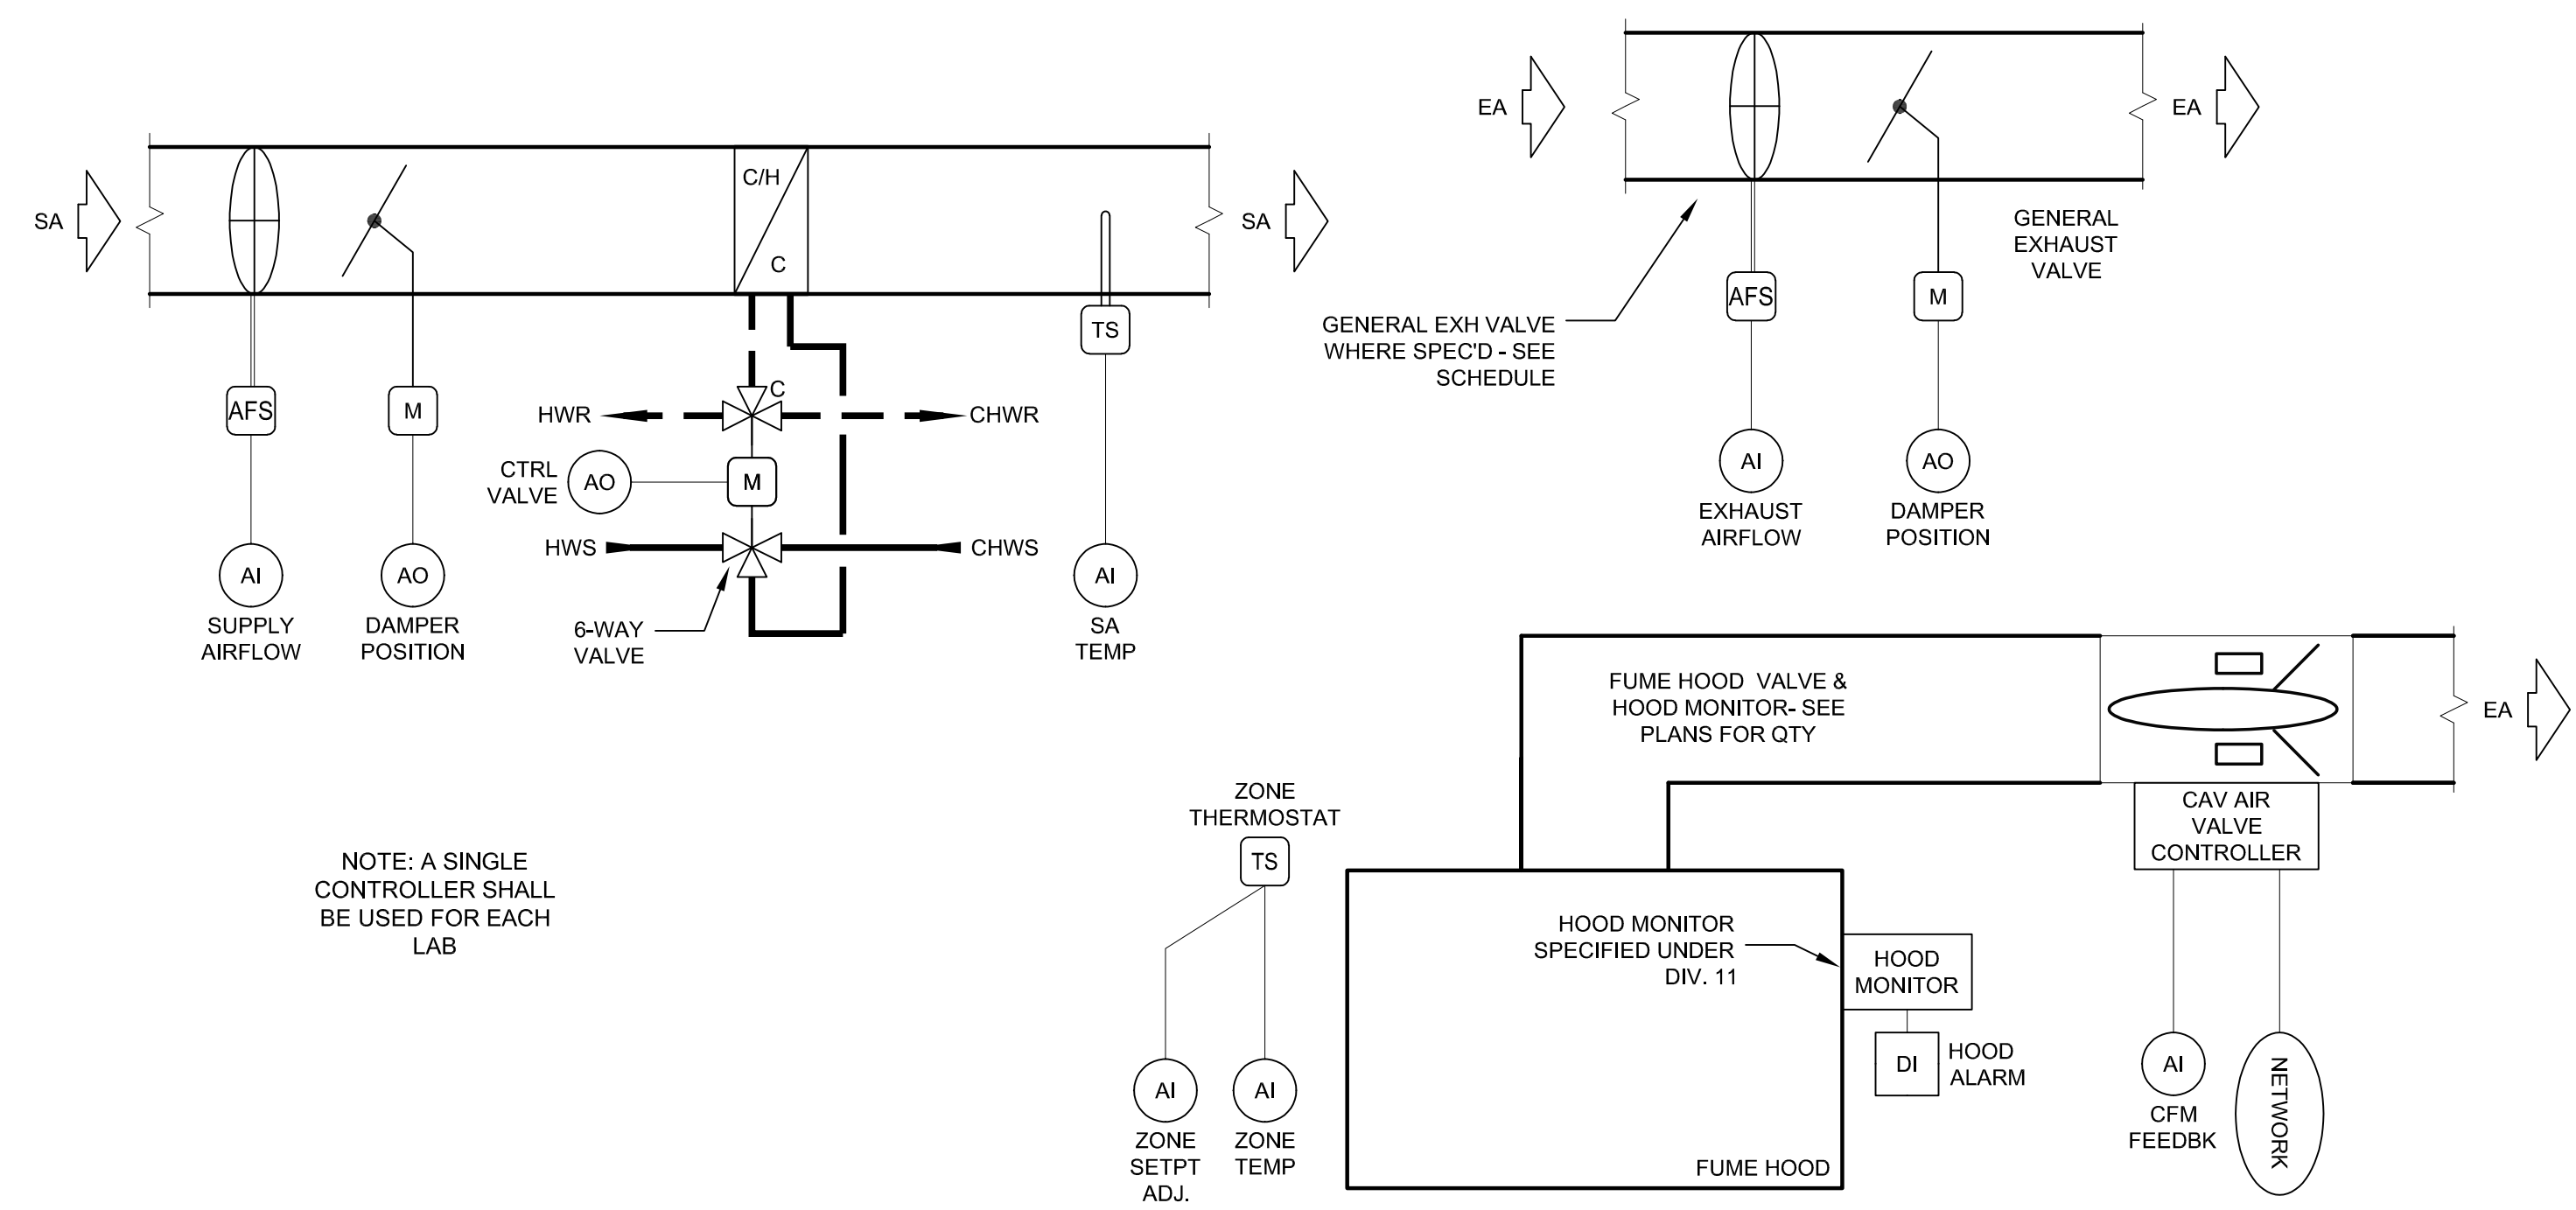 SA
C/H
C
SA
AFS
M
TS
C
HWR
CHWR
CTRL
VALVE
AO
M
HWS
CHWS
6-WAY
VALVE
AI
SUPPLY
AIRFLOW
AO
DAMPER
POSITION
AI
SA
TEMP
EA
EA
GENERAL
EXHAUST
VALVE
AFS
M
GENERAL EXH VALVE
WHERE SPEC'D - SEE
SCHEDULE
AI
EXHAUST
AIRFLOW
AO
DAMPER
POSITION
FUME HOOD VALVE &
HOOD MONITOR- SEE
PLANS FOR QTY
EA
CAV AIR
VALVE
CONTROLLER
NOTE: A SINGLE
CONTROLLER SHALL
BE USED FOR EACH
LAB
ZONE
THERMOSTAT
TS
AI
ZONE
SETPT
ADJ.
AI
ZONE
TEMP
HOOD MONITOR
SPECIFIED UNDER
DIV. 11
HOOD
MONITOR
DI
HOOD
ALARM
FUME HOOD
AI
CFM
FEEDBK
NETWORK